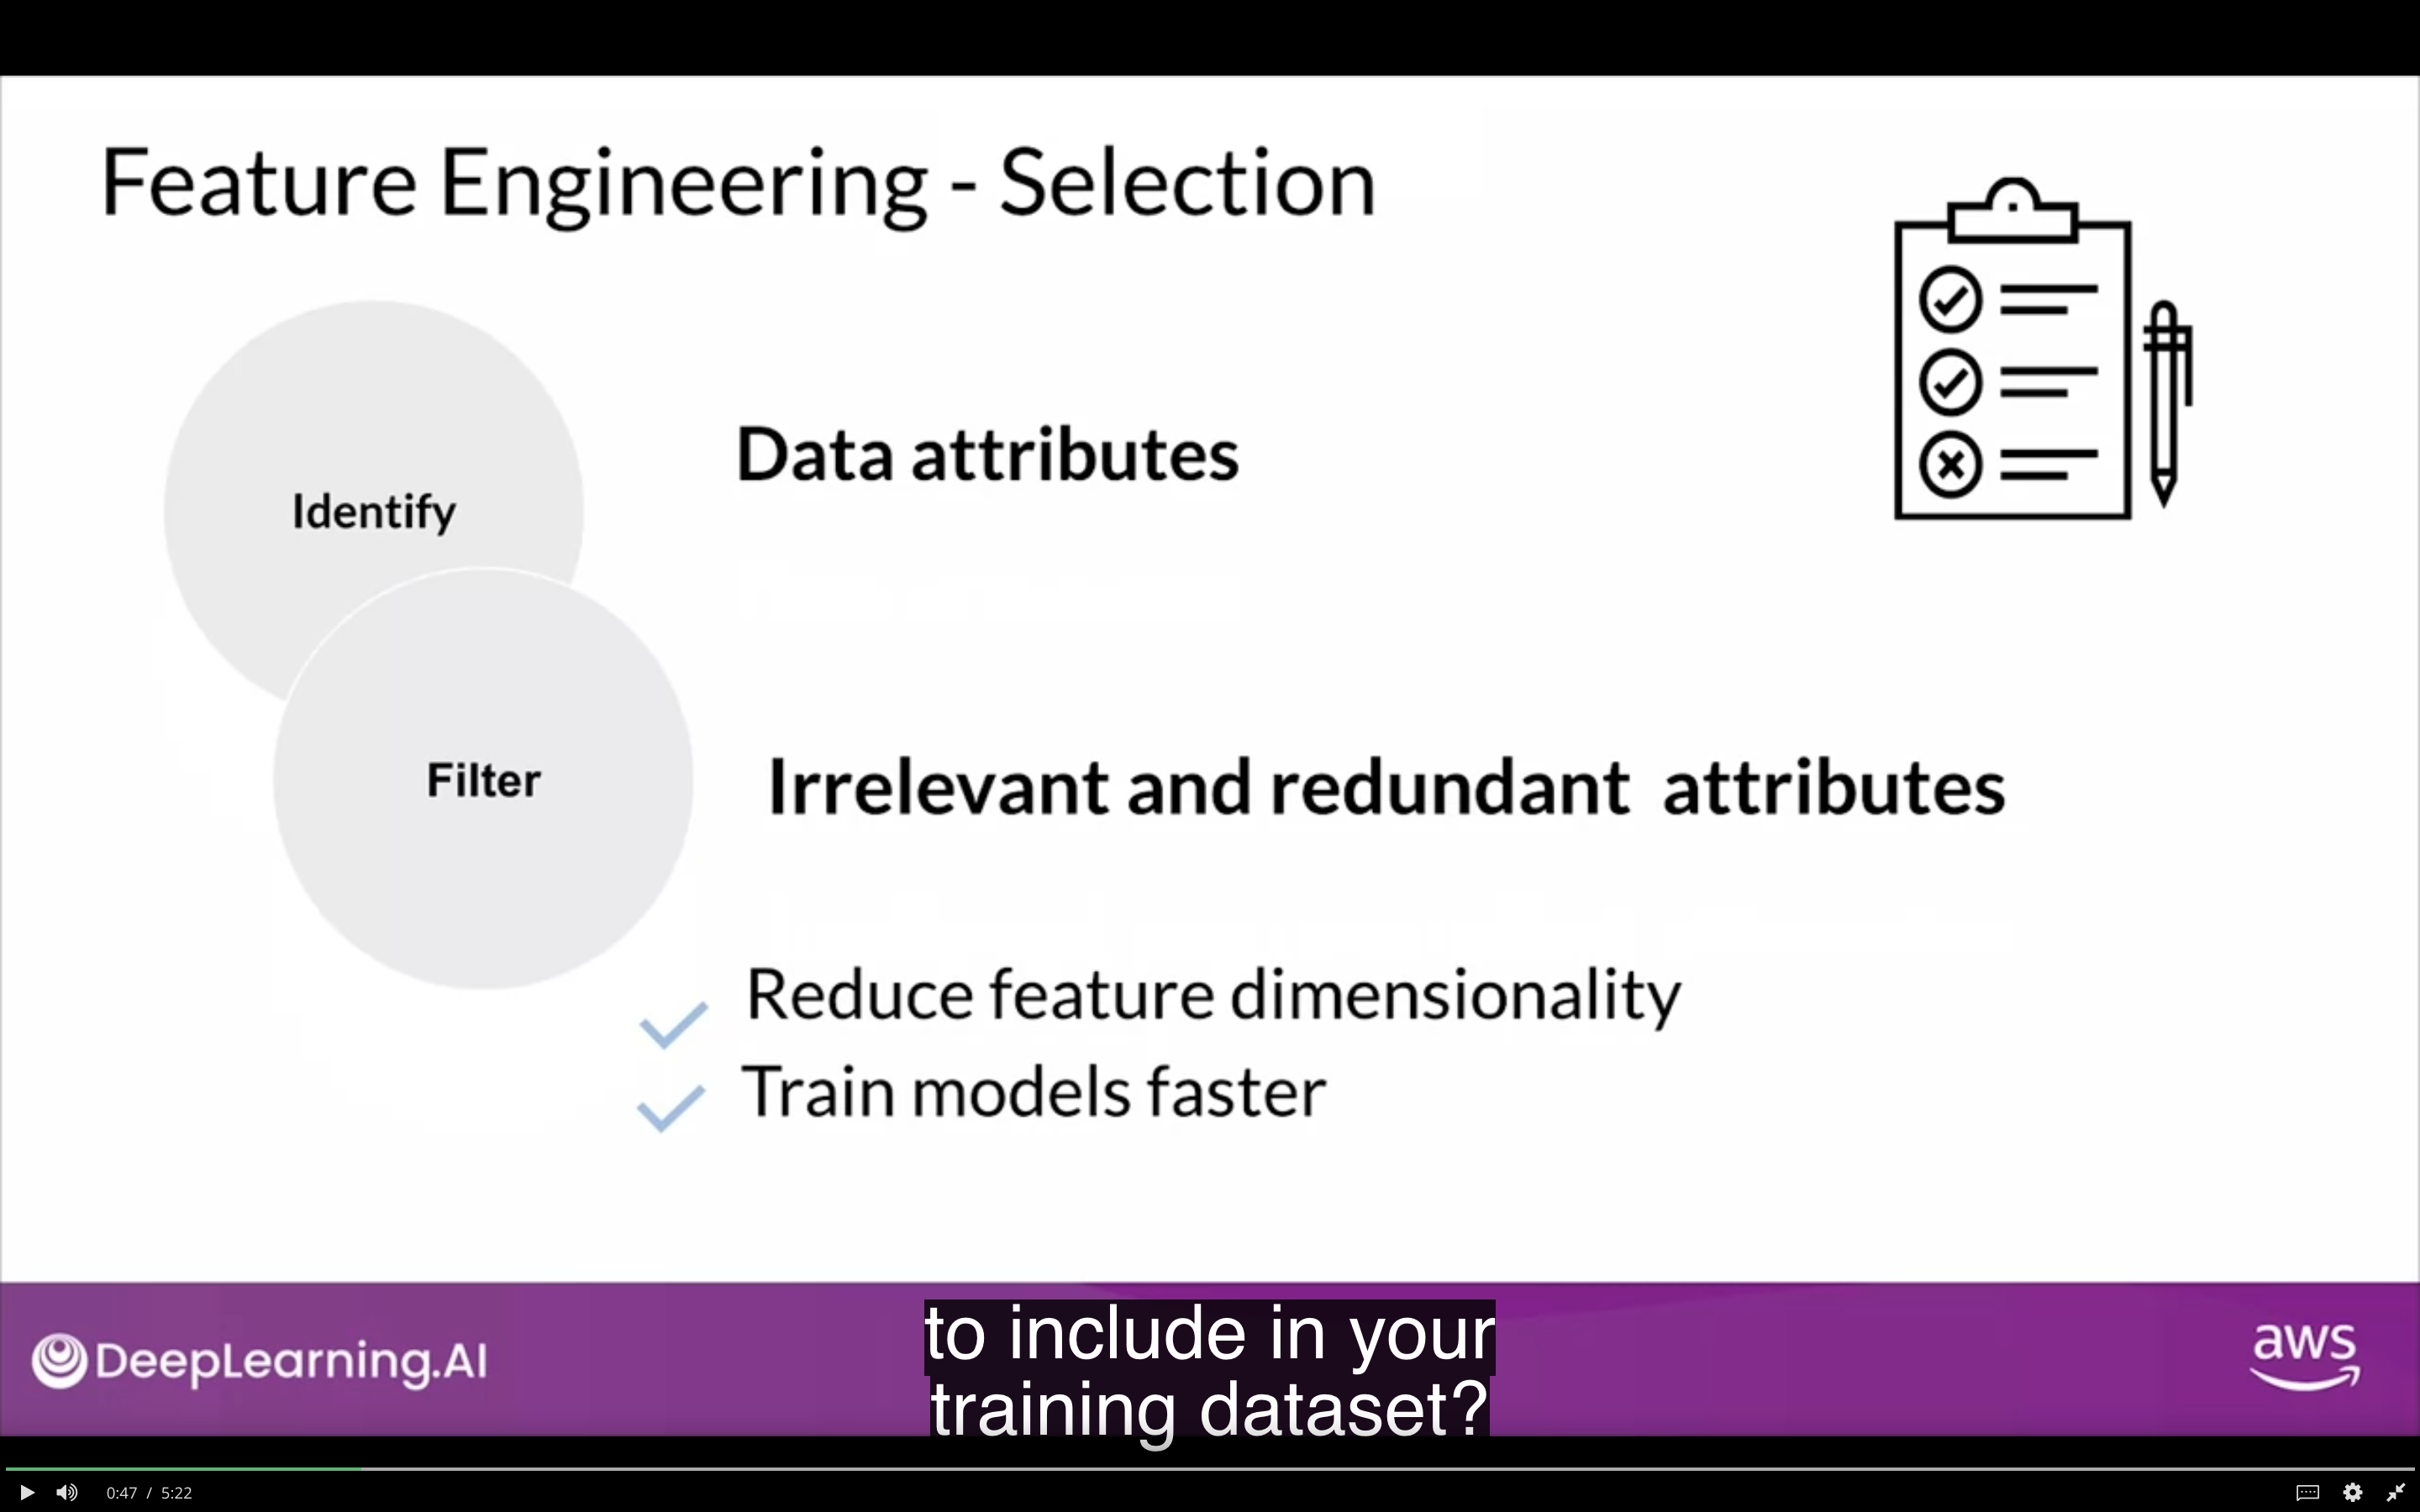 Feature Engineering - Selection
Identify
Data attributes
Filter
Irrelevant and redundant attributes
Reduce feature dimensionality
Train models faster
DeepLearning.AI
to include in your
training dataset?
aws
0:47 / 5:22